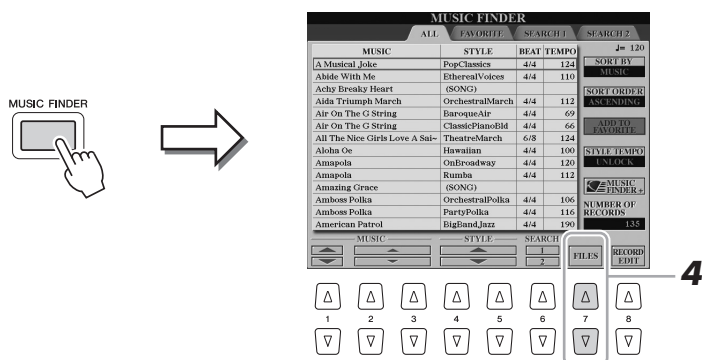 MUSIC FINDER
MUSIC FINDER
ALL FAVORITE SEARCH 1 SEARCH 2
MUSIC STYLE BEAT TEMPO
♩= 120
A Musical Joke PopClassics 4/4 124
Abide With Me EtherealVoices 4/4 110
Achy Breaky Heart (SONG)
Aida Triumph March OrchestralMarch 4/4 112
Air On The G String BaroqueAir 4/4 69
Air On The G String ClassicPianoBld 4/4 66
All The Nice Girls Love A Sai~ TheatreMarch 6/8 124
Aloha Oe Hawaiian 4/4 100
Amapola OnBroadway 4/4 120
Amapola Rumba 4/4 112
Amazing Grace (SONG)
Amboss Polka OrchestralPolka 4/4 106
Amboss Polka PartyPolka 4/4 116
American Patrol BigBandJazz 4/4 190
SORT BY
MUSIC
SORT ORDER
ASCENDING
ADD TO
FAVORITE
STYLE TEMPO
UNLOCK
MUSIC
FINDER+
NUMBER OF
RECORDS
135
MUSIC STYLE SEARCH
1
2
FILES
RECORD
EDIT
4
1 2 3 4 5 6 7 8